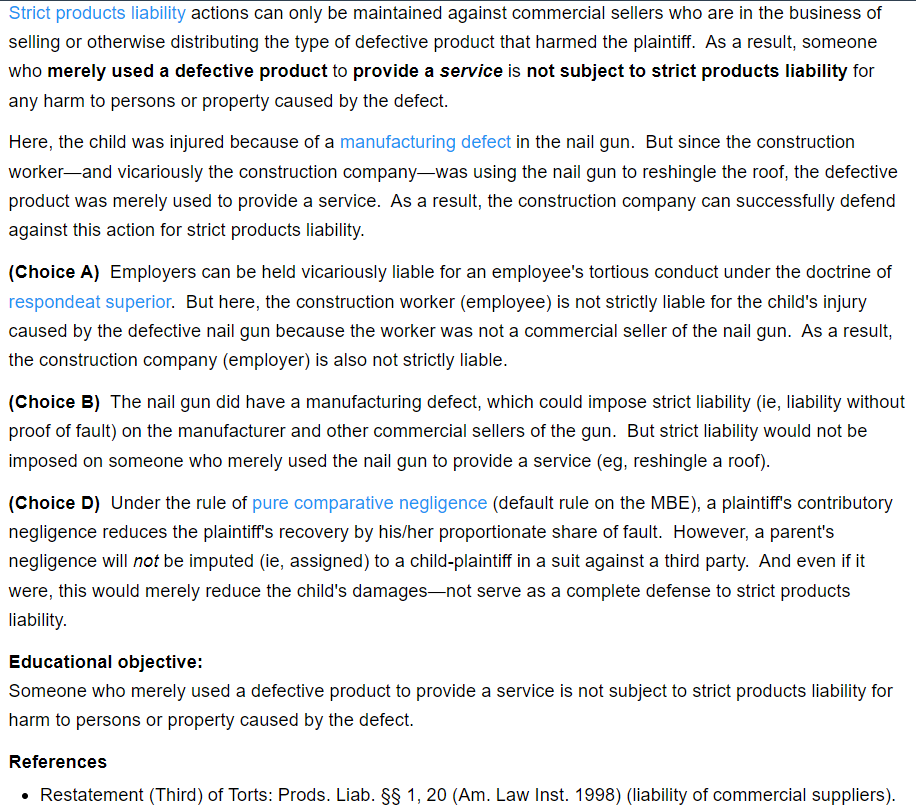 Strict products liability actions can only be maintained against commercial sellers who are in the business of
selling or otherwise distributing the type of defective product that harmed the plaintiff.  As a result, someone
who merely used a defective product to provide a service is not subject to strict products liability for
any harm to persons or property caused by the defect.
Here, the child was injured because of a manufacturing defect in the nail gun.  But since the construction
worker—and vicariously the construction company—was using the nail gun to reshingle the roof, the defective
product was merely used to provide a service.  As a result, the construction company can successfully defend
against this action for strict products liability.
(Choice A)  Employers can be held vicariously liable for an employee's tortious conduct under the doctrine of
respondeat superior.  But here, the construction worker (employee) is not strictly liable for the child's injury
caused by the defective nail gun because the worker was not a commercial seller of the nail gun.  As a result,
the construction company (employer) is also not strictly liable.
(Choice B)  The nail gun did have a manufacturing defect, which could impose strict liability (ie, liability without
proof of fault) on the manufacturer and other commercial sellers of the gun.  But strict liability would not be
imposed on someone who merely used the nail gun to provide a service (eg, reshingle a roof).
(Choice D)  Under the rule of pure comparative negligence (default rule on the MBE), a plaintiff's contributory
negligence reduces the plaintiff's recovery by his/her proportionate share of fault.  However, a parent's
negligence will not be imputed (ie, assigned) to a child-plaintiff in a suit against a third party.  And even if it
were, this would merely reduce the child's damages—not serve as a complete defense to strict products
liability.
Educational objective:
Someone who merely used a defective product to provide a service is not subject to strict products liability for
harm to persons or property caused by the defect.
References
• Restatement (Third) of Torts: Prods. Liab. §§ 1, 20 (Am. Law Inst. 1998) (liability of commercial suppliers).